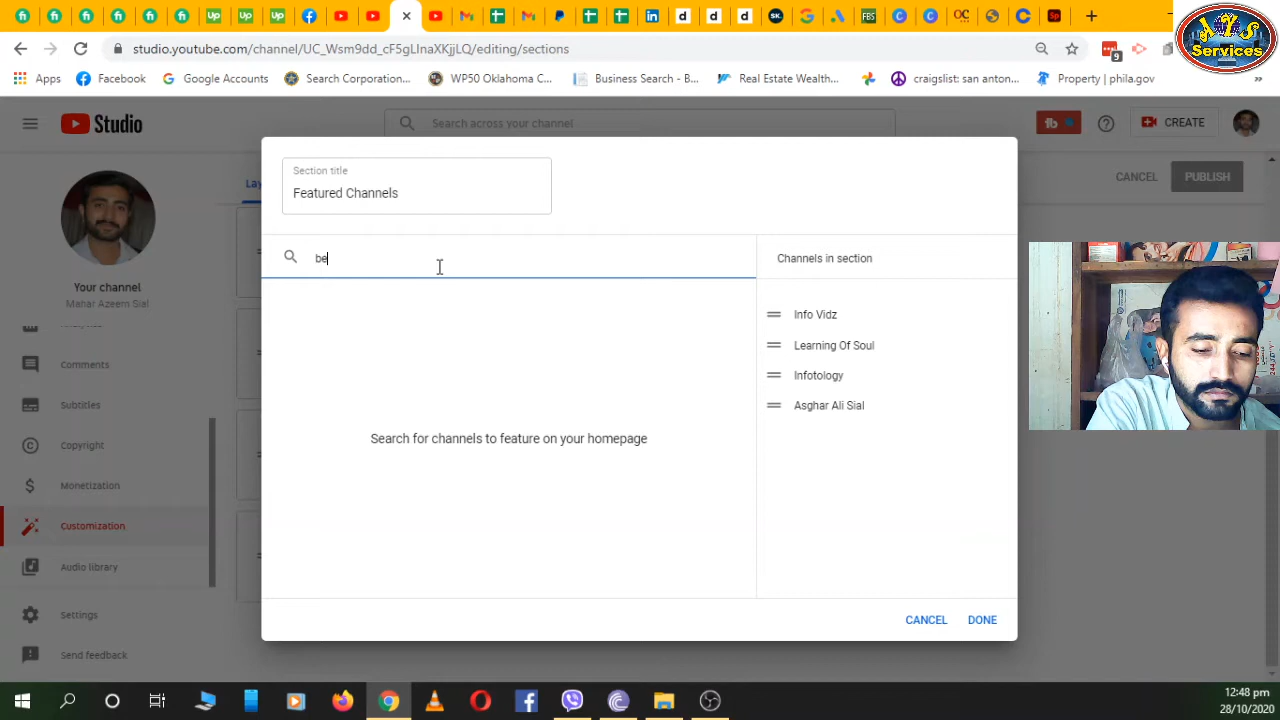 studio.youtube.com/channel/UC_Wsm9dd_cF5gLInaXKjjLQ/editing/sections
9
AZS
Services
Apps
Facebook
Google Accounts
Search Corporation...
WP50 Oklahoma C...
Business Search - B...
Real Estate Wealth...
craigslist: san anton...
Property | phila.gov
»
Studio
Search across your channel
CREATE
Section title
Featured Channels
Lay
CANCEL
PUBLISH
be
Channels in section
Your channel
Mahar Azeem Sial
Info Vidz
Learning Of Soul
Infotology
Asghar Ali Sial
Comments
Subtitles
Copyright
Monetization
Customization
Audio library
Settings
Send feedback
Search for channels to feature on your homepage
CANCEL
DONE
12:48 pm
28/10/2020